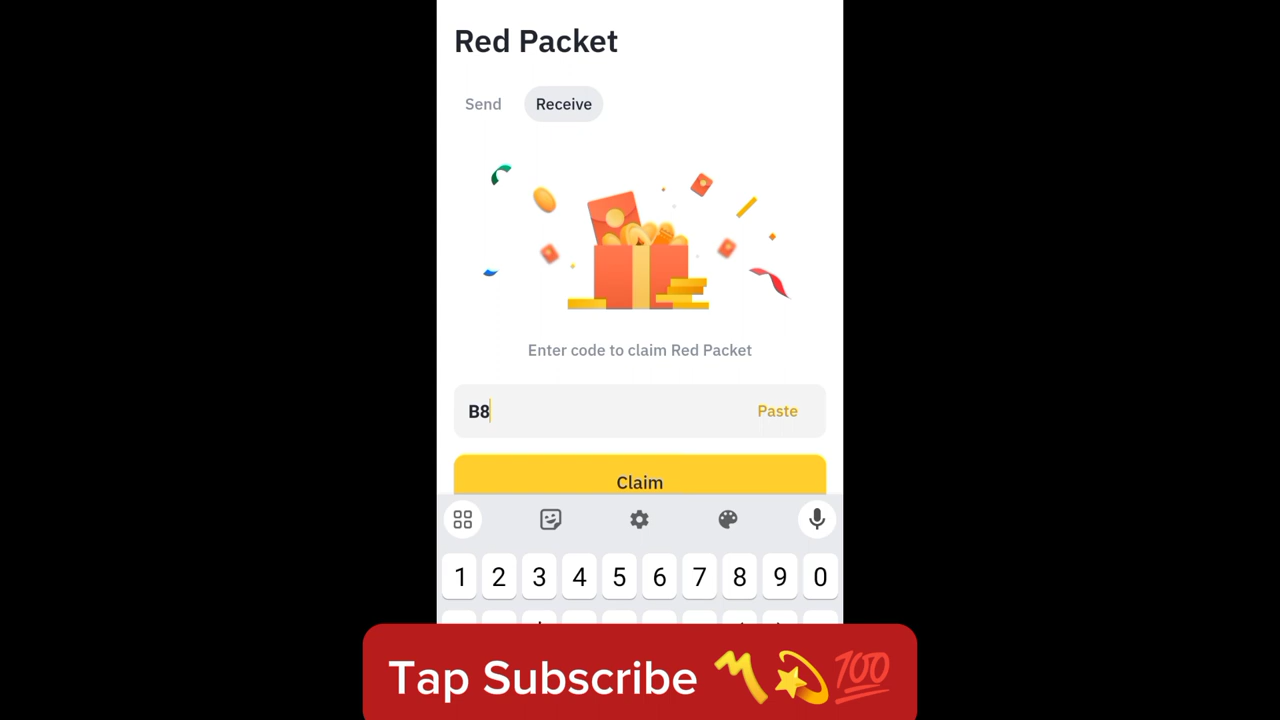 Red Packet
Send Receive
Enter code to claim Red Packet
B8 Paste
Claim
1 2 3 4 5 6 7 8 9 0
Tap Subscribe 〽️💫💯